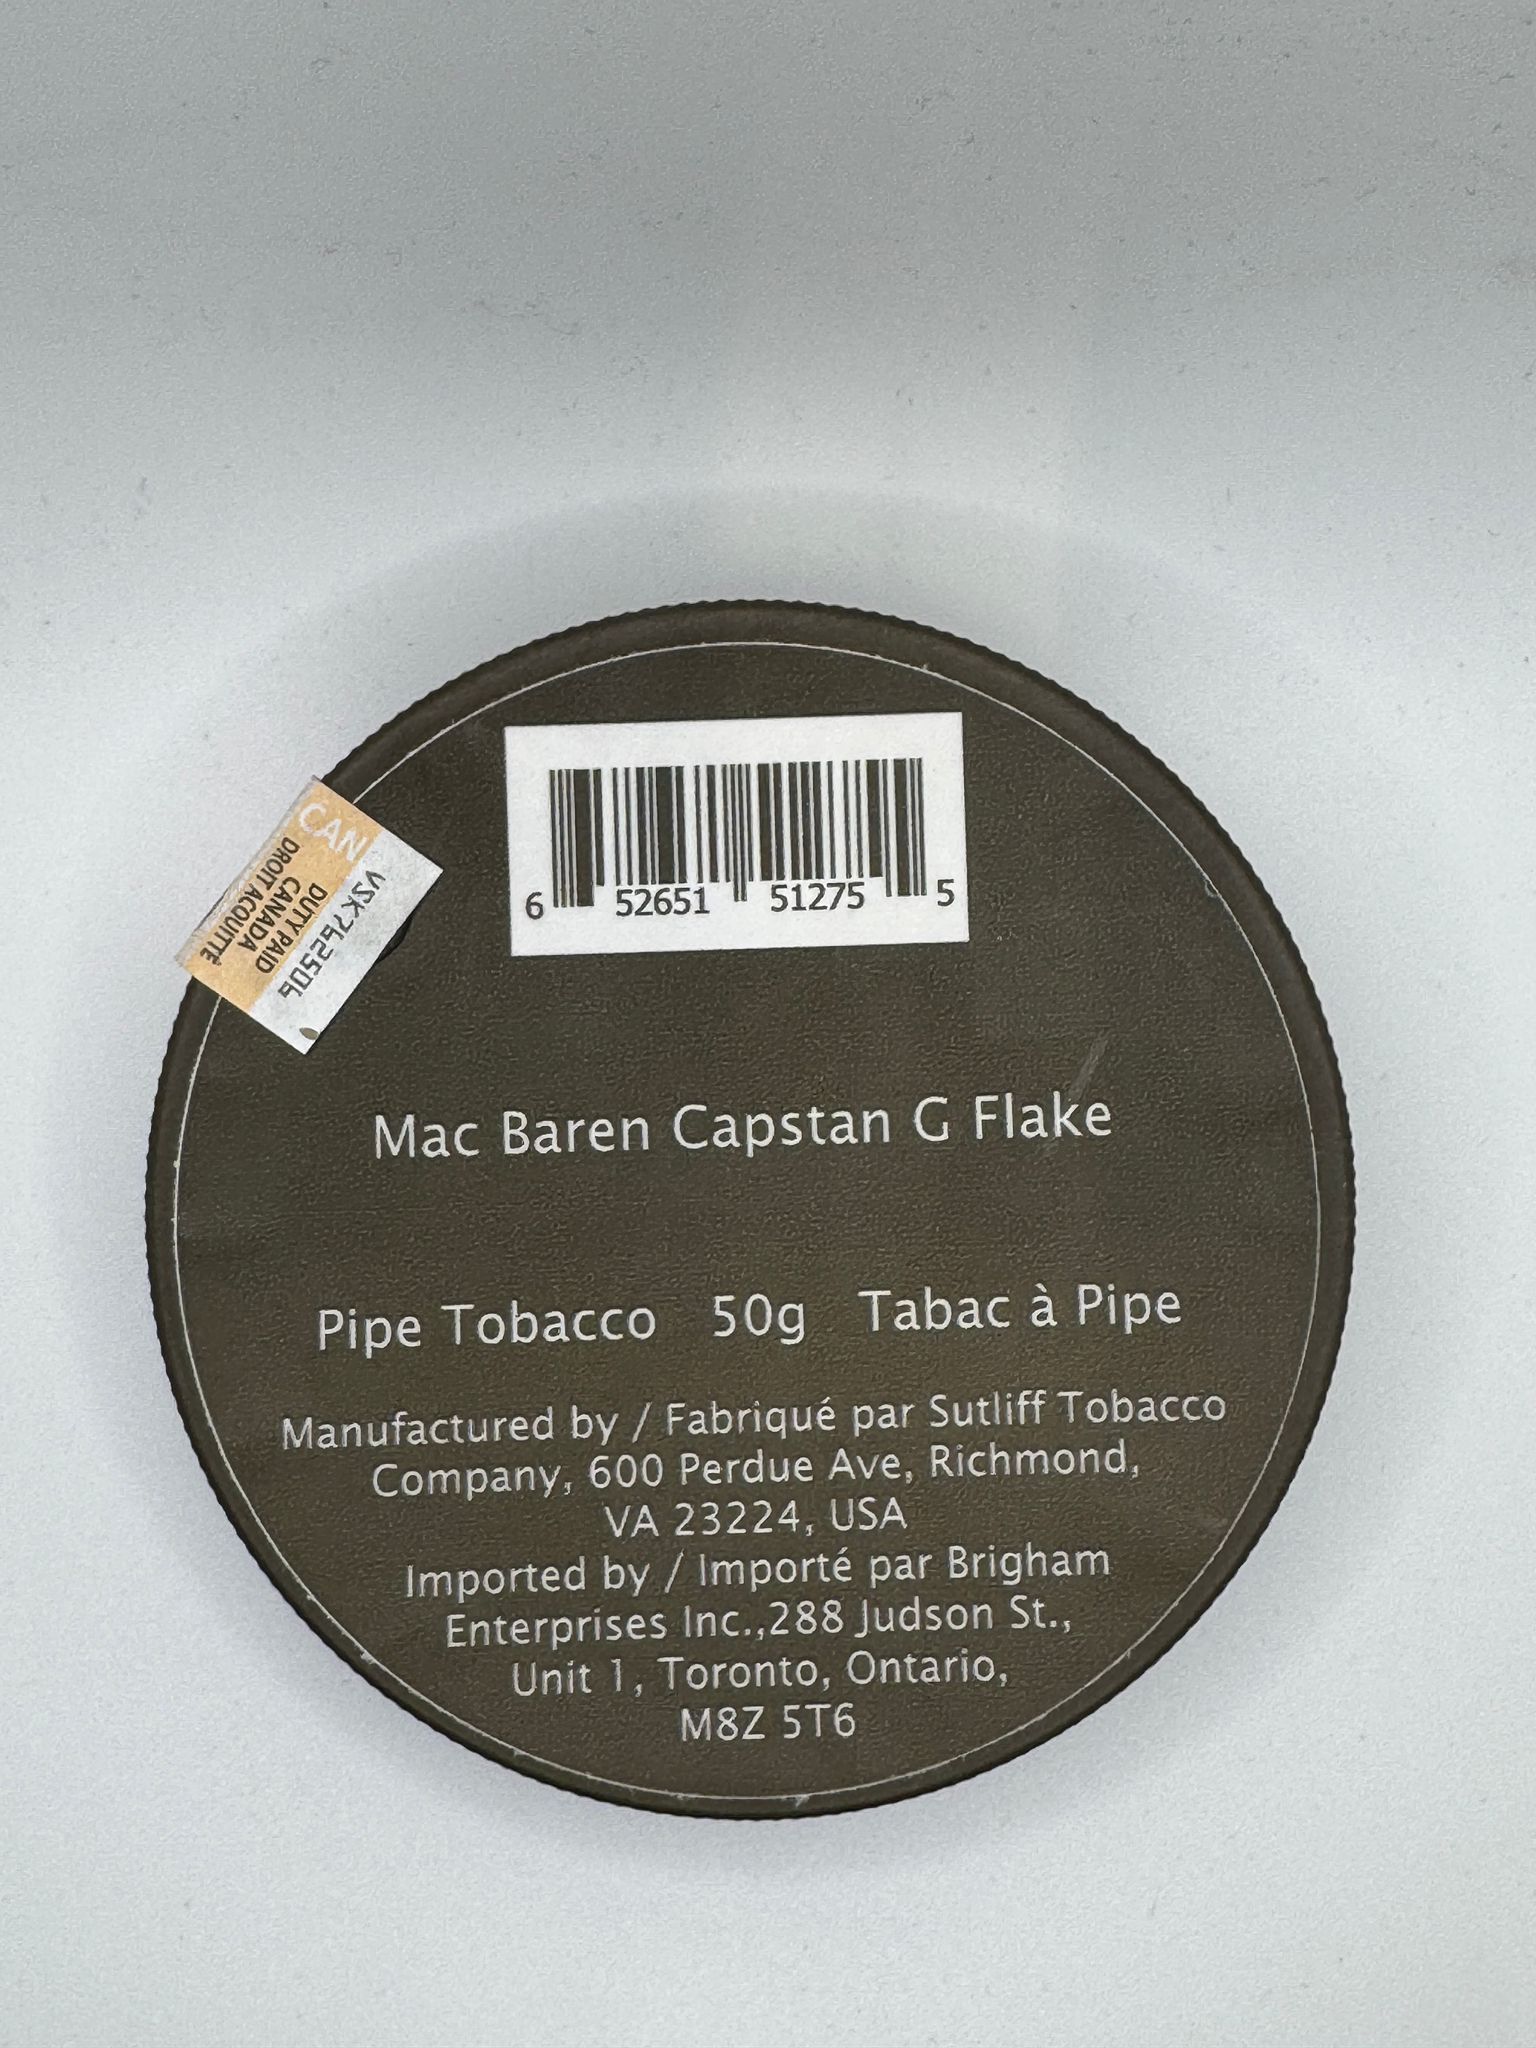 6 52651 51275 5
CAN
VZK7625506
DUTY PAID
CANADA
DROIT ACQUITTÉ
Mac Baren Capstan G Flake
Pipe Tobacco 50g Tabac à Pipe
Manufactured by / Fabriqué par Sutliff Tobacco
Company, 600 Perdue Ave, Richmond,
VA 23224, USA
Imported by / Importé par Brigham
Enterprises Inc.,288 Judson St.,
Unit 1, Toronto, Ontario,
M8Z 5T6